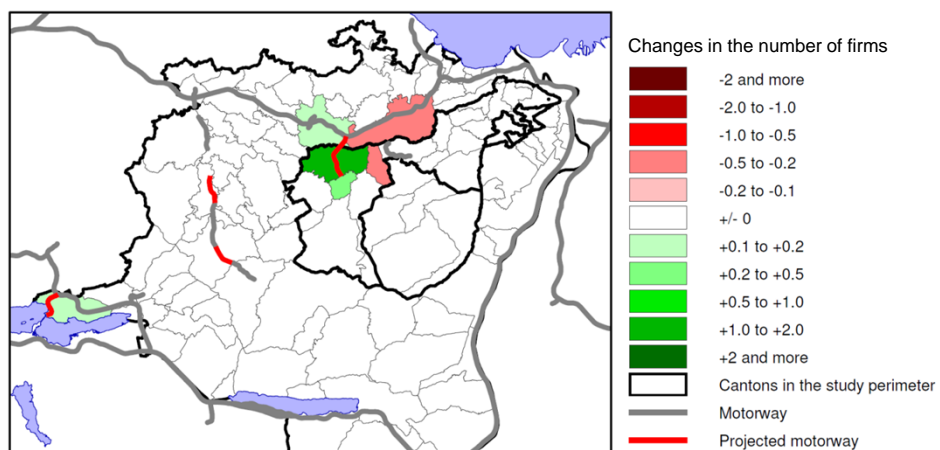 Changes in the number of firms
-2 and more
-2.0 to -1.0
-1.0 to -0.5
-0.5 to -0.2
-0.2 to -0.1
+/- 0
+0.1 to +0.2
+0.2 to +0.5
+0.5 to +1.0
+1.0 to +2.0
+2 and more
Cantons in the study perimeter
Motorway
Projected motorway